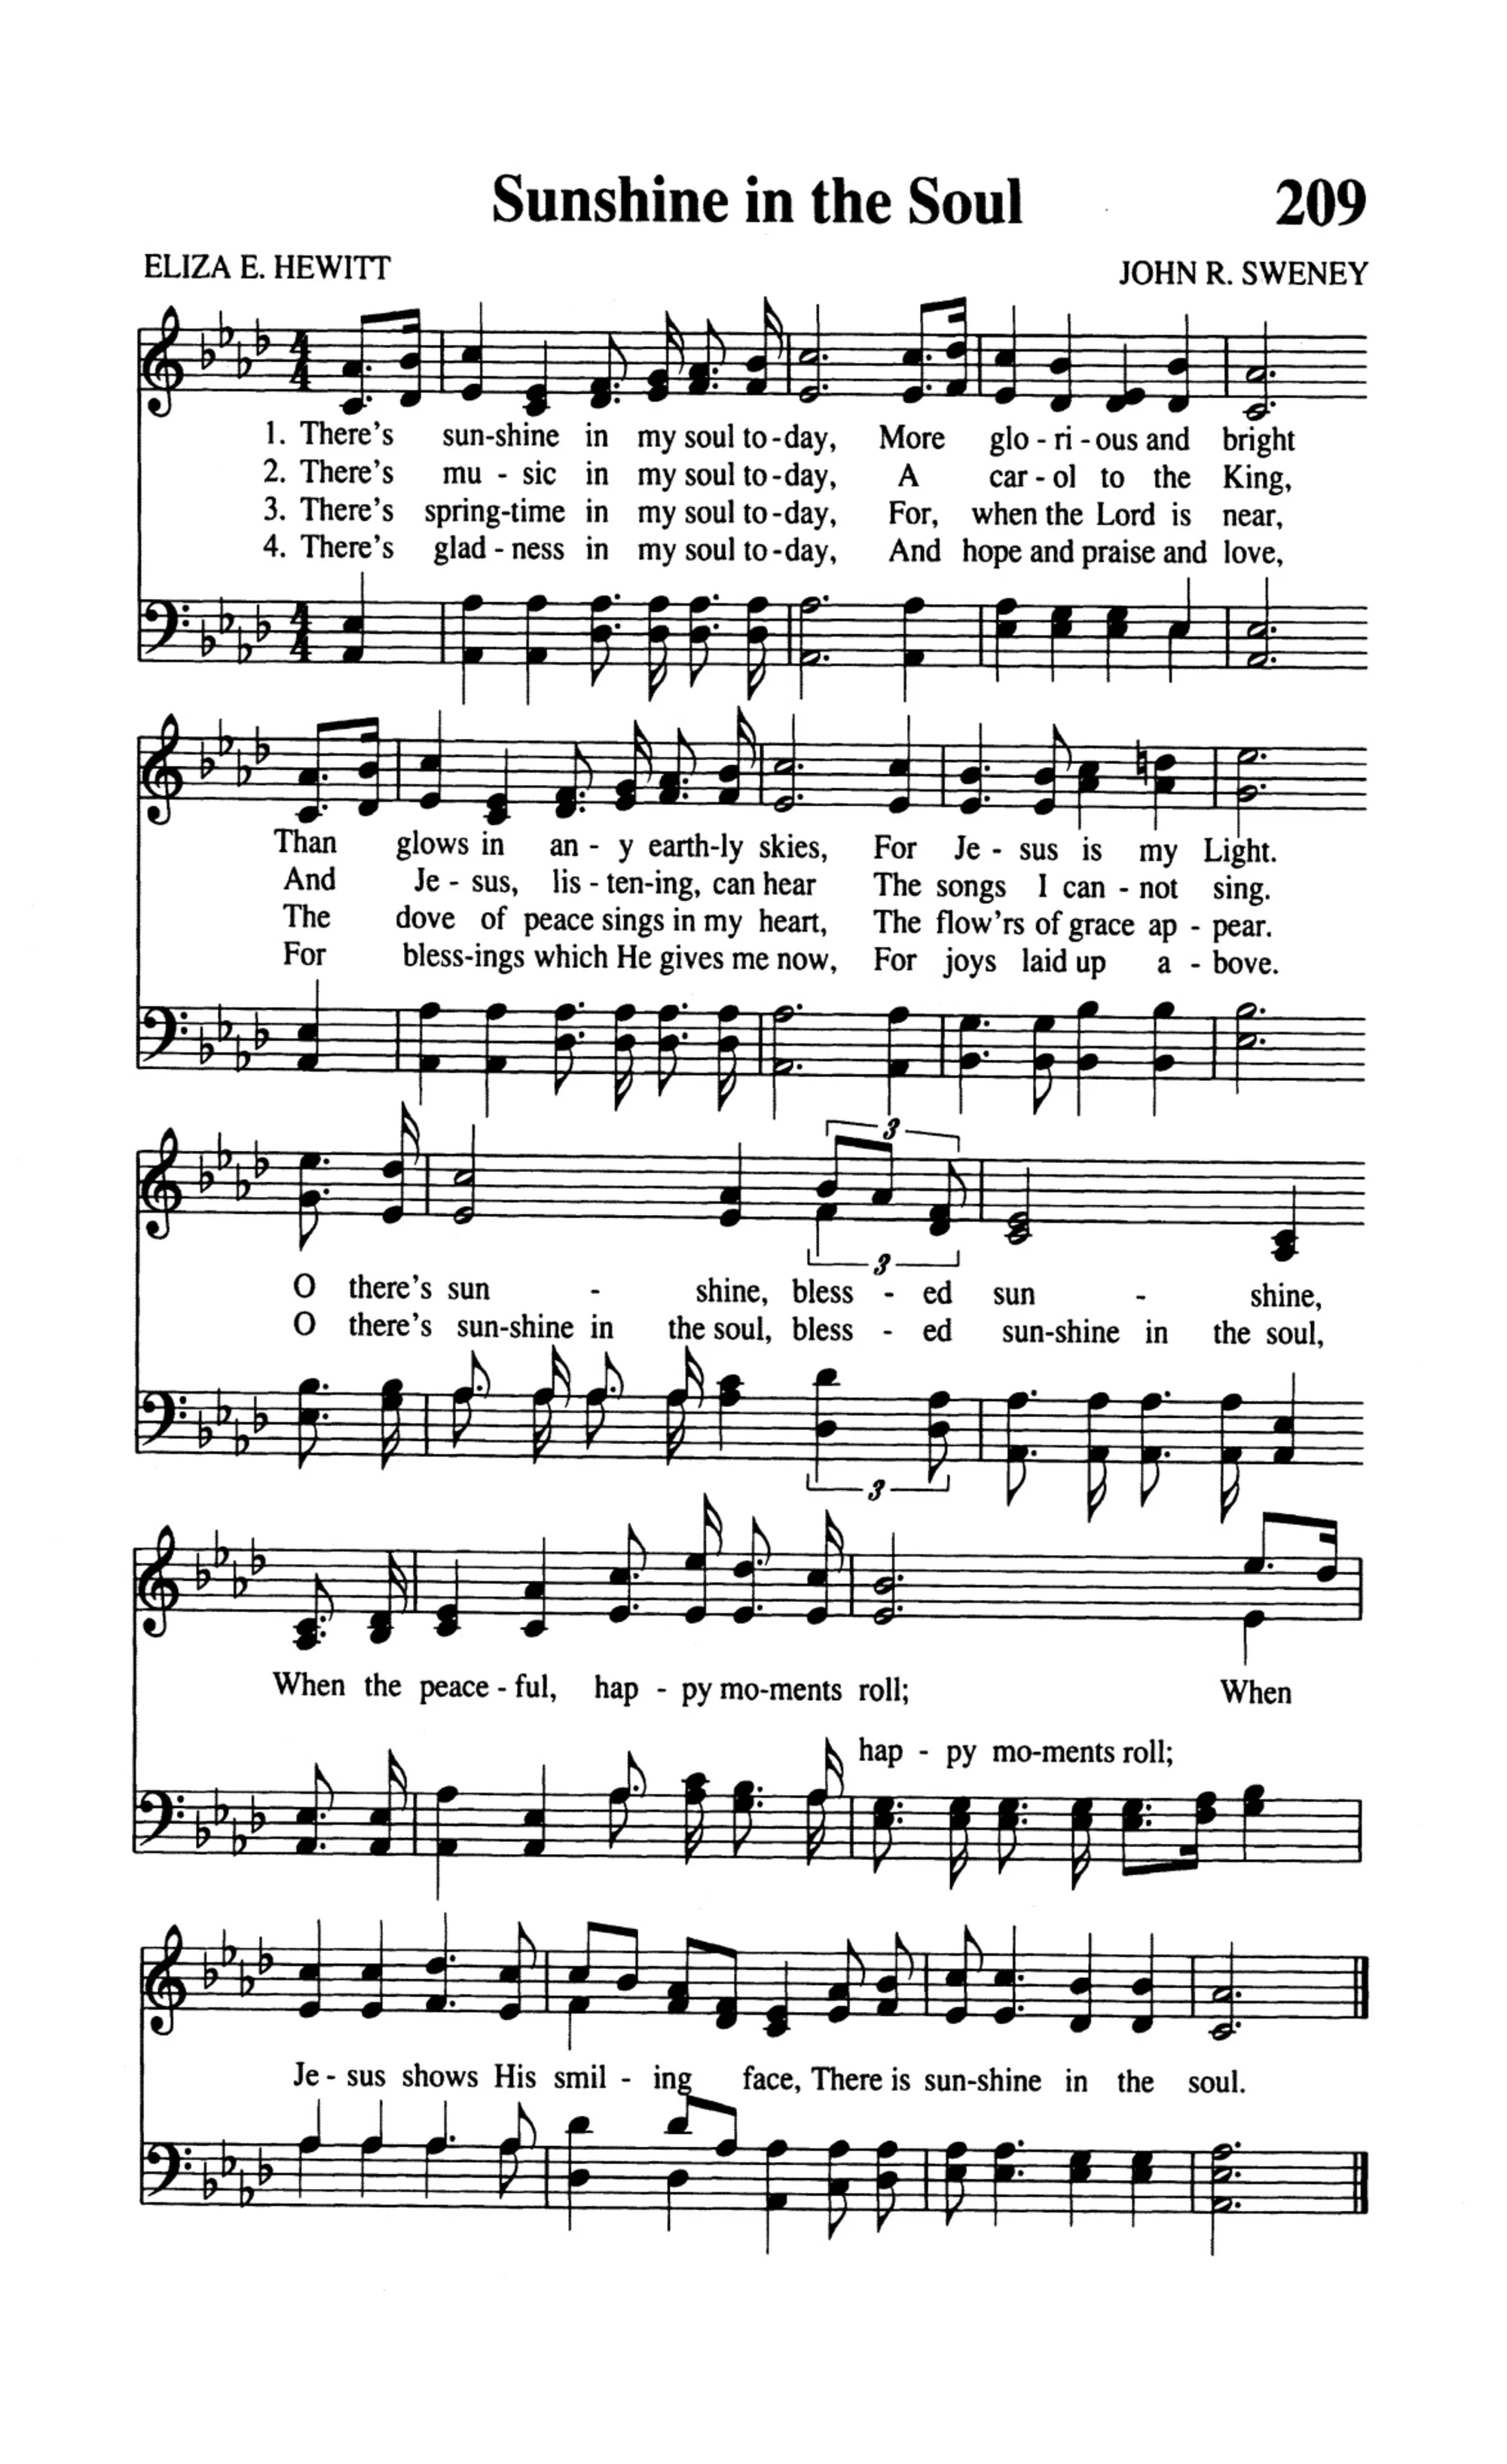 Sunshine in the Soul 209
ELIZA E. HEWITT JOHN R. SWENEY
1. There's sun-shine in my soul to-day, More glo-ri-ous and bright
2. There's mu-sic in my soul to-day, A car-ol to the King,
3. There's spring-time in my soul to-day, For, when the Lord is near,
4. There's glad-ness in my soul to-day, And hope and praise and love,
Than glows in an-y earth-ly skies, For Je-sus is my Light.
And Je-sus, lis-ten-ing, can hear The songs I can-not sing.
The dove of peace sings in my heart, The flow'rs of grace ap-pear.
For bless-ings which He gives me now, For joys laid up a-bove.
3
3
O there's sun - shine, bless - ed sun - shine,
O there's sun-shine in the soul, bless - ed sun-shine in the soul,
3
When the peace-ful, hap-py mo-ments roll; When
hap-py mo-ments roll;
Je-sus shows His smil-ing face, There is sun-shine in the soul.